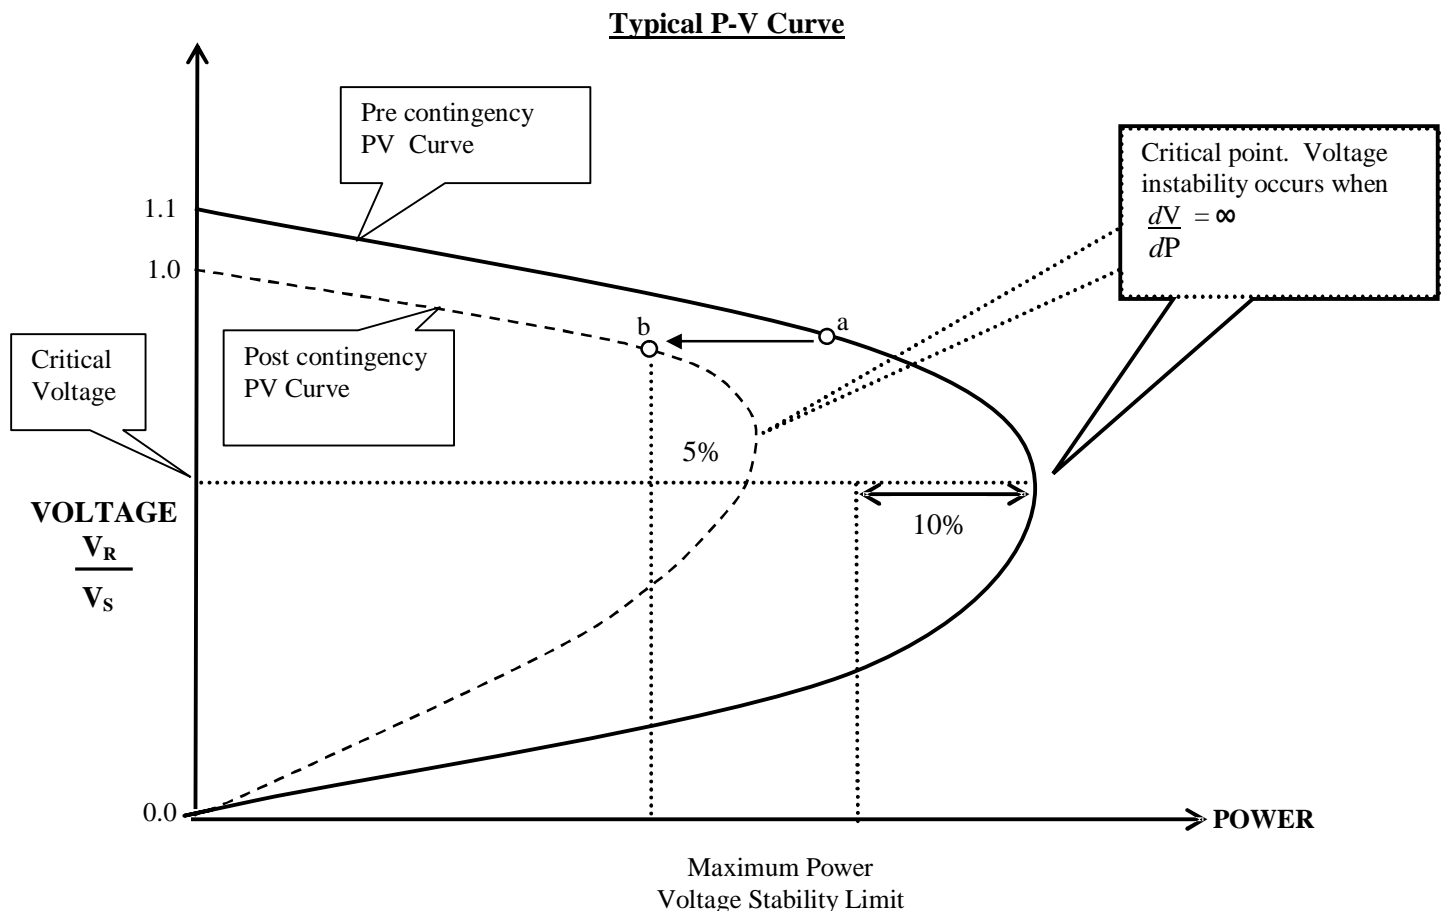 Typical P-V Curve
Pre contingency
PV Curve
Critical point. Voltage
instability occurs when
dV = ∞
dP
1.1
1.0
b
a
Critical
Voltage
Post contingency
PV Curve
5%
VOLTAGE
V_R
V_S
10%
0.0
POWER
Maximum Power
Voltage Stability Limit